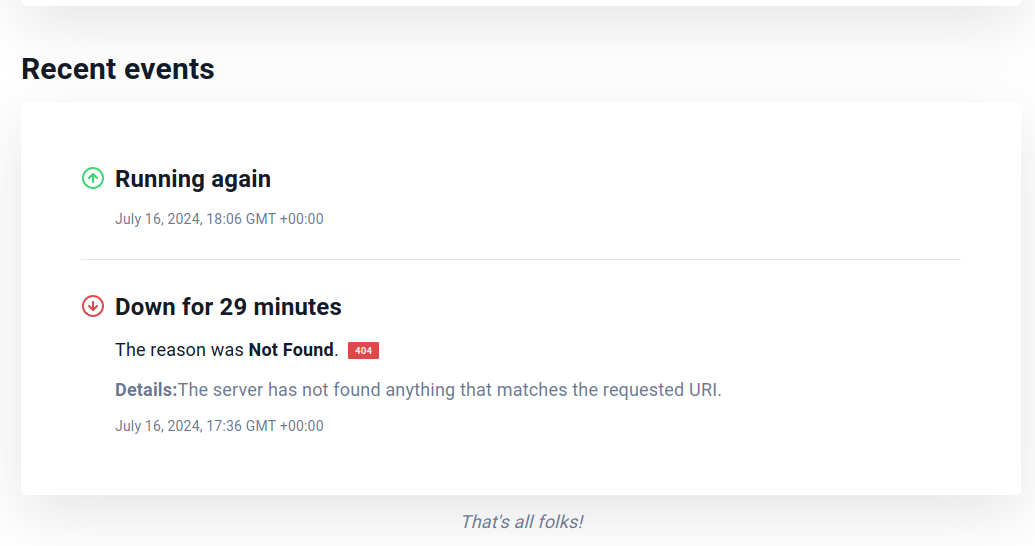 Recent events
Running again
July 16, 2024, 18:06 GMT +00:00
Down for 29 minutes
The reason was Not Found. 404
Details:The server has not found anything that matches the requested URI.
July 16, 2024, 17:36 GMT +00:00
That's all folks!